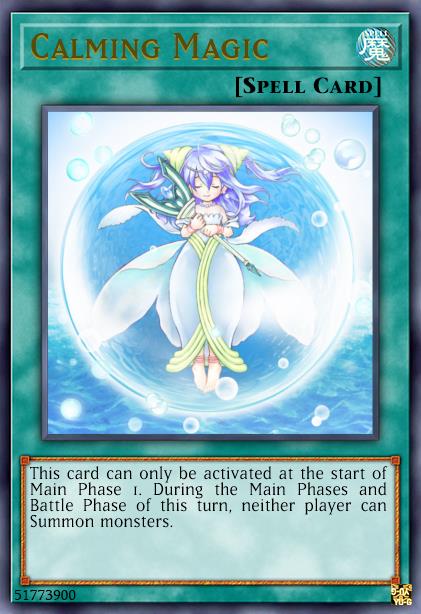 CALMING MAGIC
SPELL
魔
[SPELL CARD]
This card can only be activated at the start of
Main Phase 1. During the Main Phases and
Battle Phase of this turn, neither player can
Summon monsters.
51773900